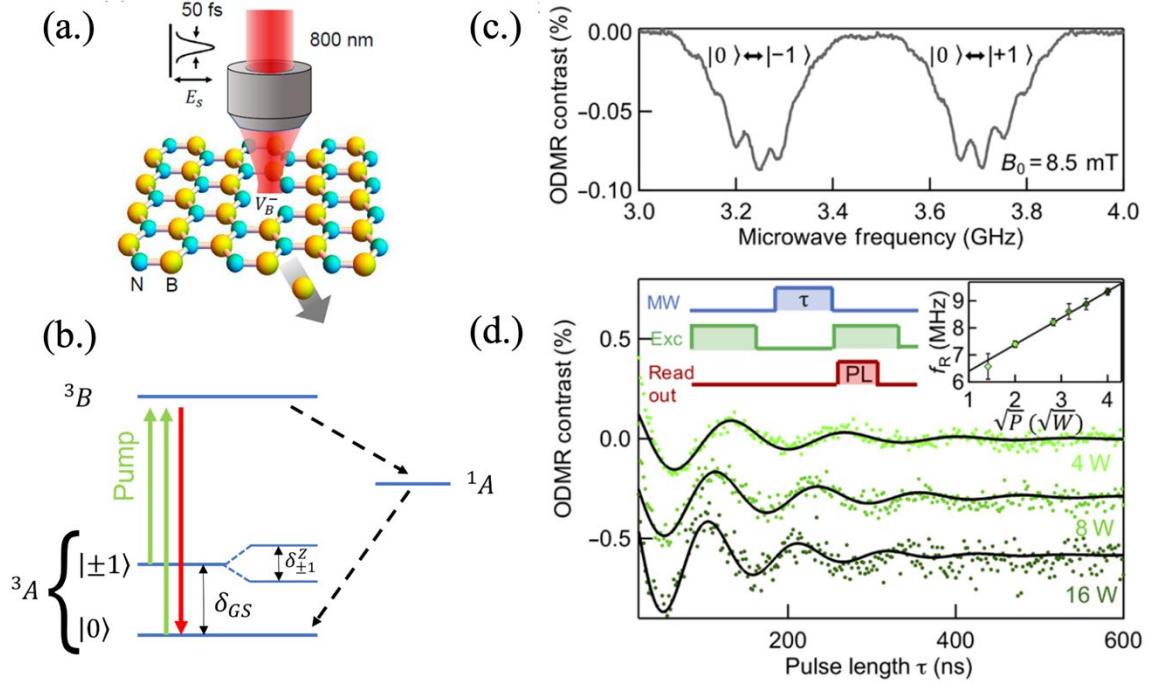 (a.)
50 fs
800 nm
E_s
V_B^-
N B
(b.)
³B
Pump
¹A
³A
|±1⟩
δ^Z_{±1}
δ_{GS}
|0⟩
(c.)
ODMR contrast (%)
0.00
−0.05
−0.10
|0⟩↔|−1⟩
|0⟩↔|+1⟩
B₀ = 8.5 mT
3.0 3.2 3.4 3.6 3.8 4.0
Microwave frequency (GHz)
(d.)
ODMR contrast (%)
0.5
0.0
−0.5
MW
τ
Exc
Read
out
PL
f_R (MHz)
9
8
7
6
1 2 3 4
√P (√W)
4 W
8 W
16 W
200 400 600
Pulse length τ (ns)